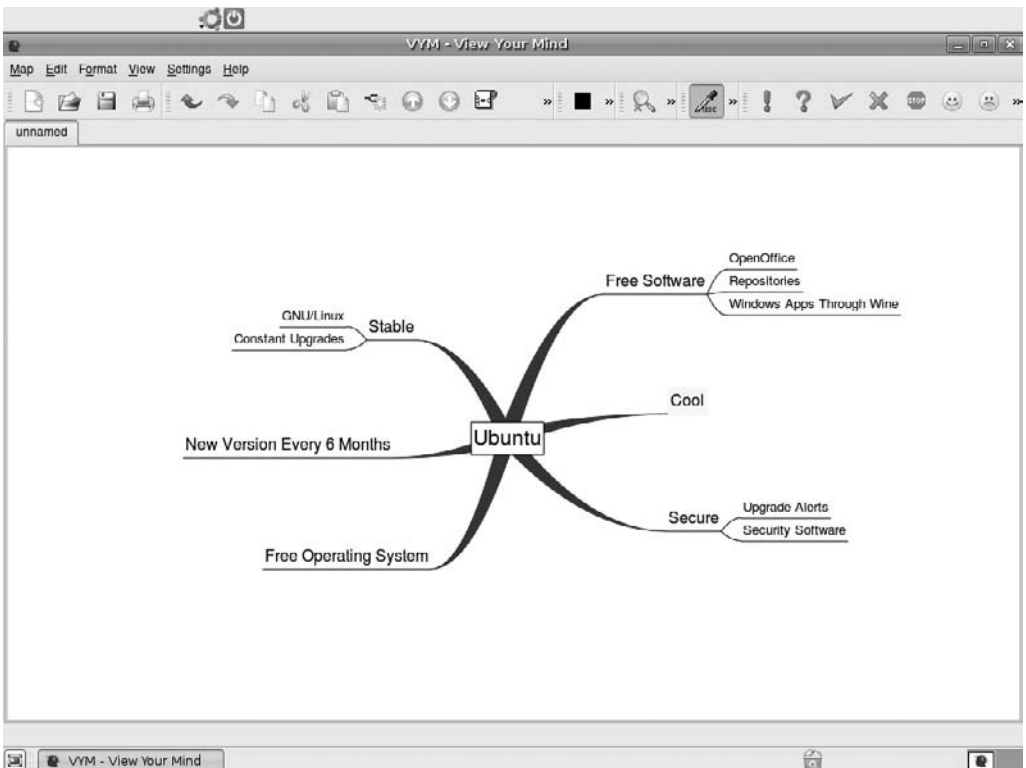 VYM - View Your Mind
Map Edit Format View Settings Help
» » » ABC » STOP »
unnamed
OpenOffice
Free Software
Repositories
Windows Apps Through Wine
GNU/Linux
Stable
Constant Upgrades
Cool
Ubuntu
New Version Every 6 Months
Upgrade Alerts
Secure
Security Software
Free Operating System
VYM - View Your Mind